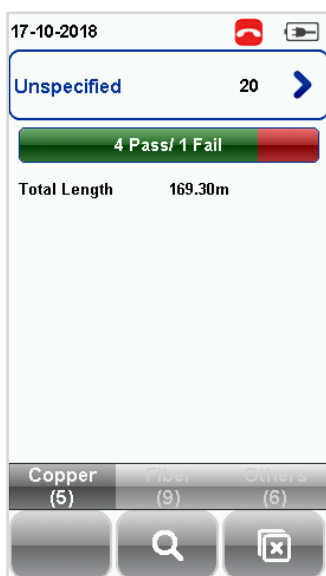 17-10-2018
Unspecified 20
4 Pass/ 1 Fail
Total Length 169.30m
Copper Fiber Others
(5) (9) (6)